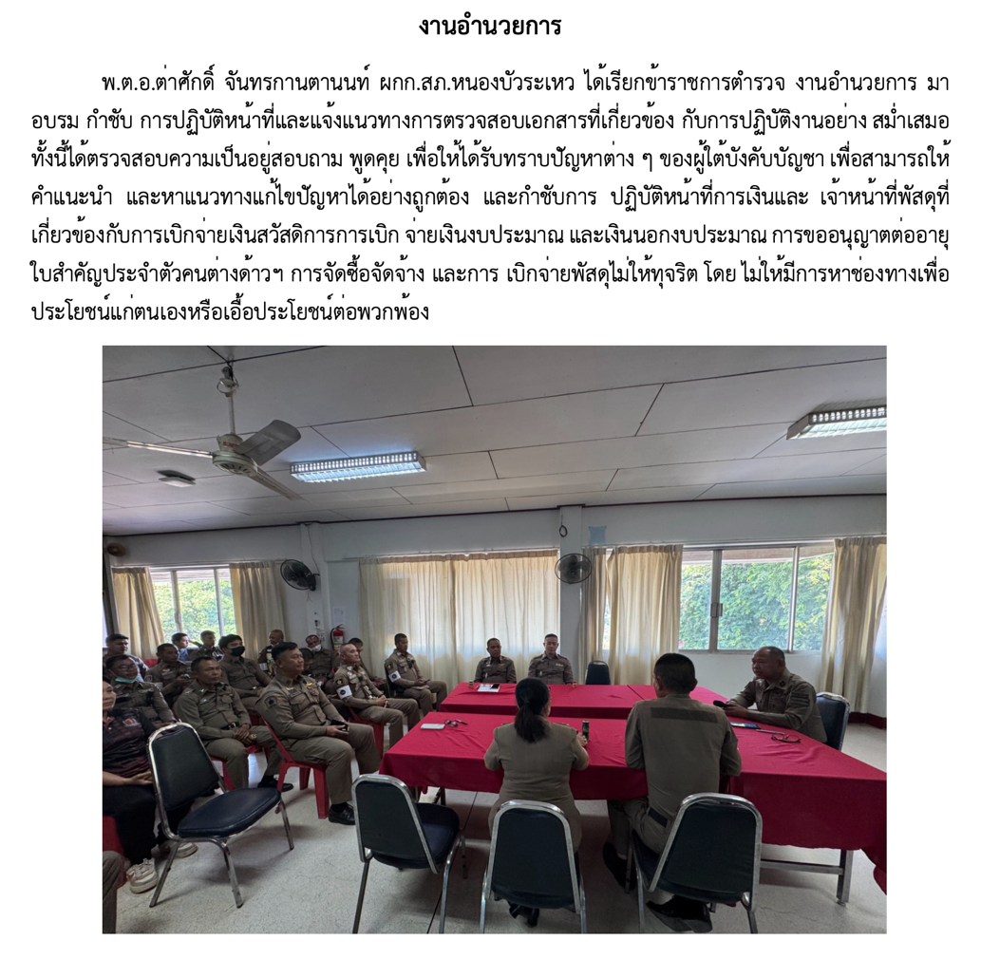 งานอำนวยการ
พ.ต.อ.ต่าศักดิ์ จันทรกานตานนท์ ผกก.สภ.หนองบัวระเหว ได้เรียกข้าราชการตำรวจ งานอำนวยการ มา
อบรม กำชับ การปฏิบัติหน้าที่และแจ้งแนวทางการตรวจสอบเอกสารที่เกี่ยวข้อง กับการปฏิบัติงานอย่าง สม่ำเสมอ
ทั้งนี้ได้ตรวจสอบความเป็นอยู่สอบถาม พูดคุย เพื่อให้ได้รับทราบปัญหาต่าง ๆ ของผู้ใต้บังคับบัญชา เพื่อสามารถให้
คำแนะนำ และหาแนวทางแก้ไขปัญหาได้อย่างถูกต้อง และกำชับการ ปฏิบัติหน้าที่การเงินและ เจ้าหน้าที่พัสดุที่
เกี่ยวข้องกับการเบิกจ่ายเงินสวัสดิการการเบิก จ่ายเงินงบประมาณ และเงินนอกงบประมาณ การขออนุญาตต่ออายุ
ใบสำคัญประจำตัวคนต่างด้าวฯ การจัดซื้อจัดจ้าง และการ เบิกจ่ายพัสดุไม่ให้ทุจริต โดย ไม่ให้มีการหาช่องทางเพื่อ
ประโยชน์แก่ตนเองหรือเอื้อประโยชน์ต่อพวกพ้อง